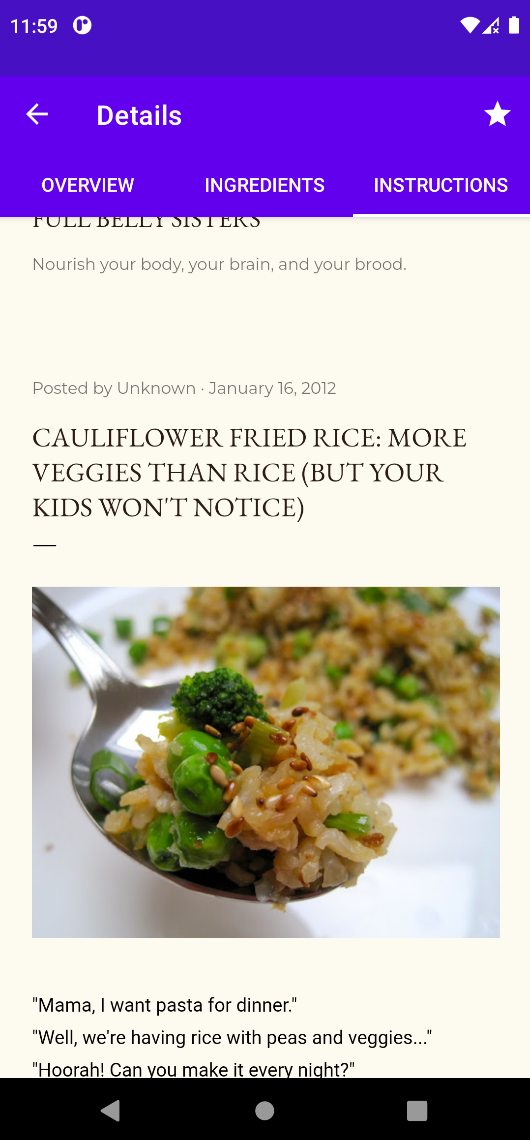 11:59
Details
OVERVIEW
INGREDIENTS
INSTRUCTIONS
FULL BELLY SISTERS
Nourish your body, your brain, and your brood.
Posted by Unknown · January 16, 2012
CAULIFLOWER FRIED RICE: MORE
VEGGIES THAN RICE (BUT YOUR
KIDS WON'T NOTICE)
"Mama, I want pasta for dinner."
"Well, we're having rice with peas and veggies..."
"Hoorah! Can you make it every night?"